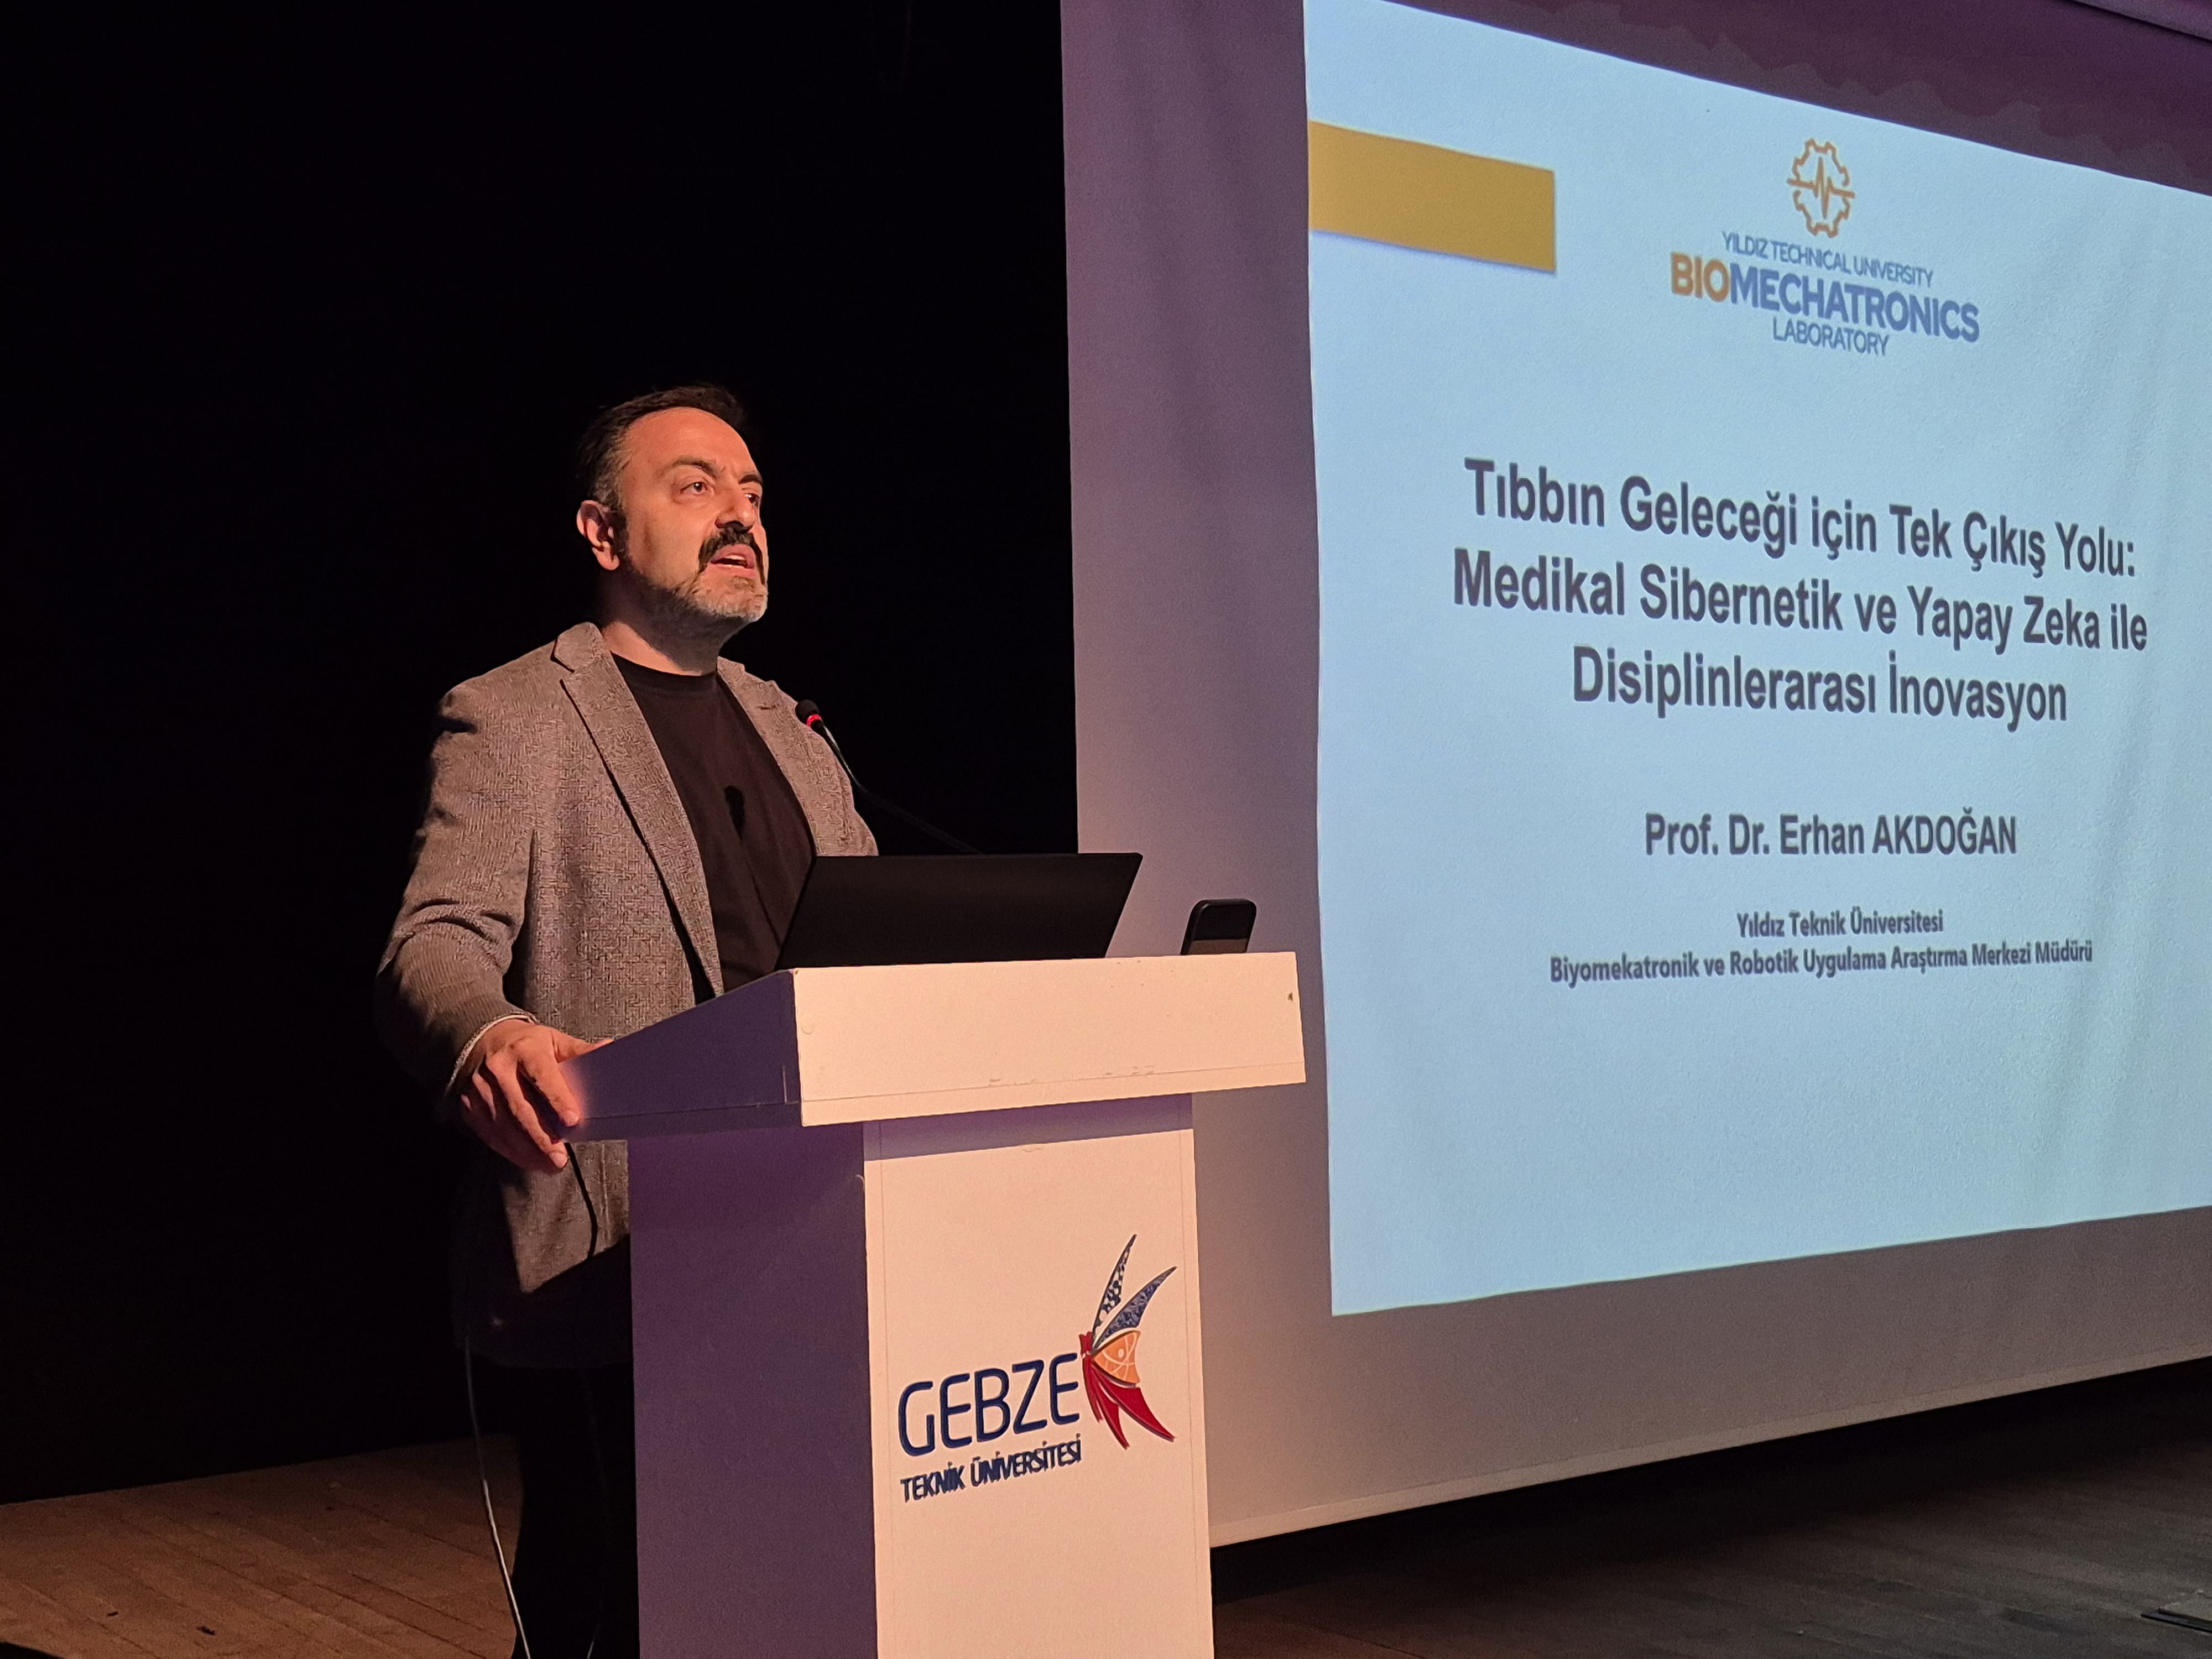 YILDIZ TECHNICAL UNIVERSITY
BIOMECHATRONICS
LABORATORY
Tıbbın Geleceği için Tek Çıkış Yolu:
Medikal Sibernetik ve Yapay Zeka ile
Disiplinlerarası İnovasyon
Prof. Dr. Erhan AKDOĞAN
Yıldız Teknik Üniversitesi
Biyomekatronik ve Robotik Uygulama Araştırma Merkezi Müdürü
GEBZE
TEKNİK ÜNİVERSİTESİ